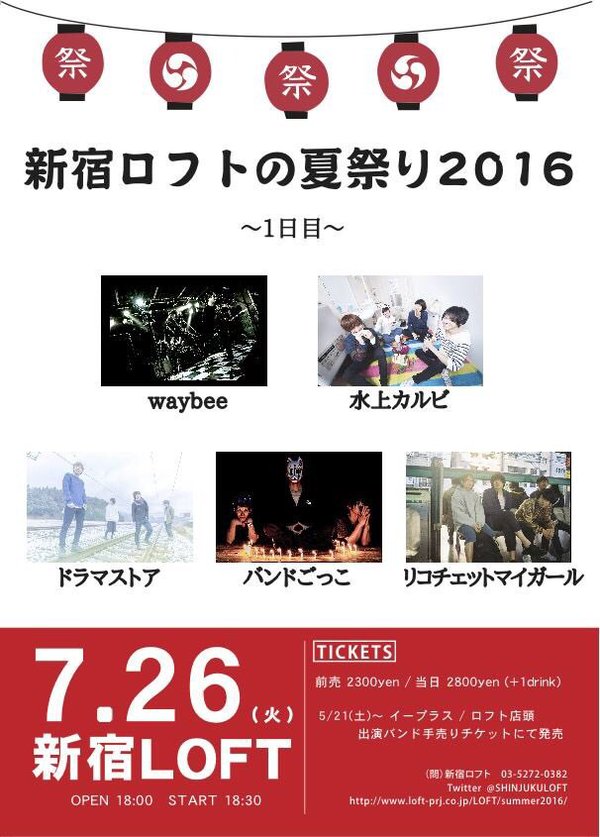 祭
祭
祭
新宿ロフトの夏祭り2016
～1日目～
waybee
水上カルビ
ドラマストア
バンドごっこ
リコチェットマイガール
7.26(火)
新宿LOFT
OPEN 18:00 START 18:30
TICKETS
前売 2300yen / 当日 2800yen (+1drink)
5/21(土)～ イープラス / ロフト店頭
出演バンド手売りチケットにて発売
(問)新宿ロフト 03-5272-0382
Twitter @SHINJUKULOFT
http://www.loft-prj.co.jp/LOFT/summer2016/